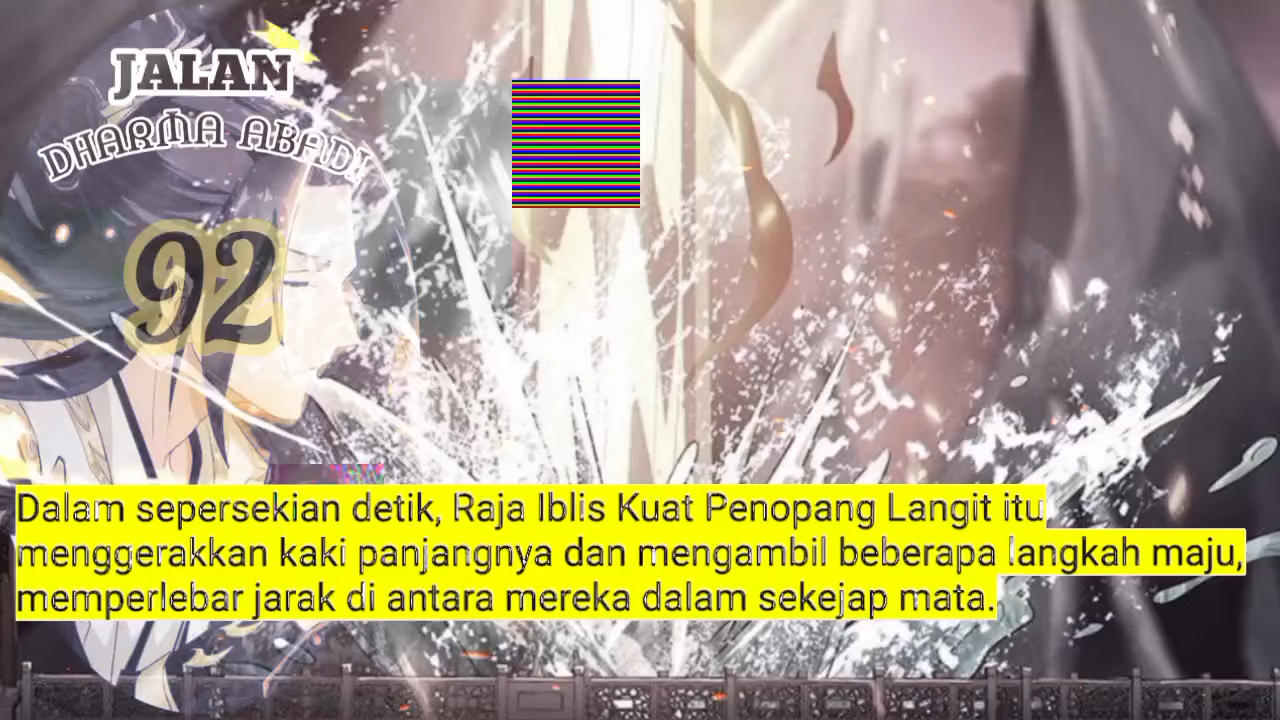 JALAN
DHARMA ABADI
92
Dalam sepersekian detik, Raja Iblis Kuat Penopang Langit itu
menggerakkan kaki panjangnya dan mengambil beberapa langkah maju,
memperlebar jarak di antara mereka dalam sekejap mata.